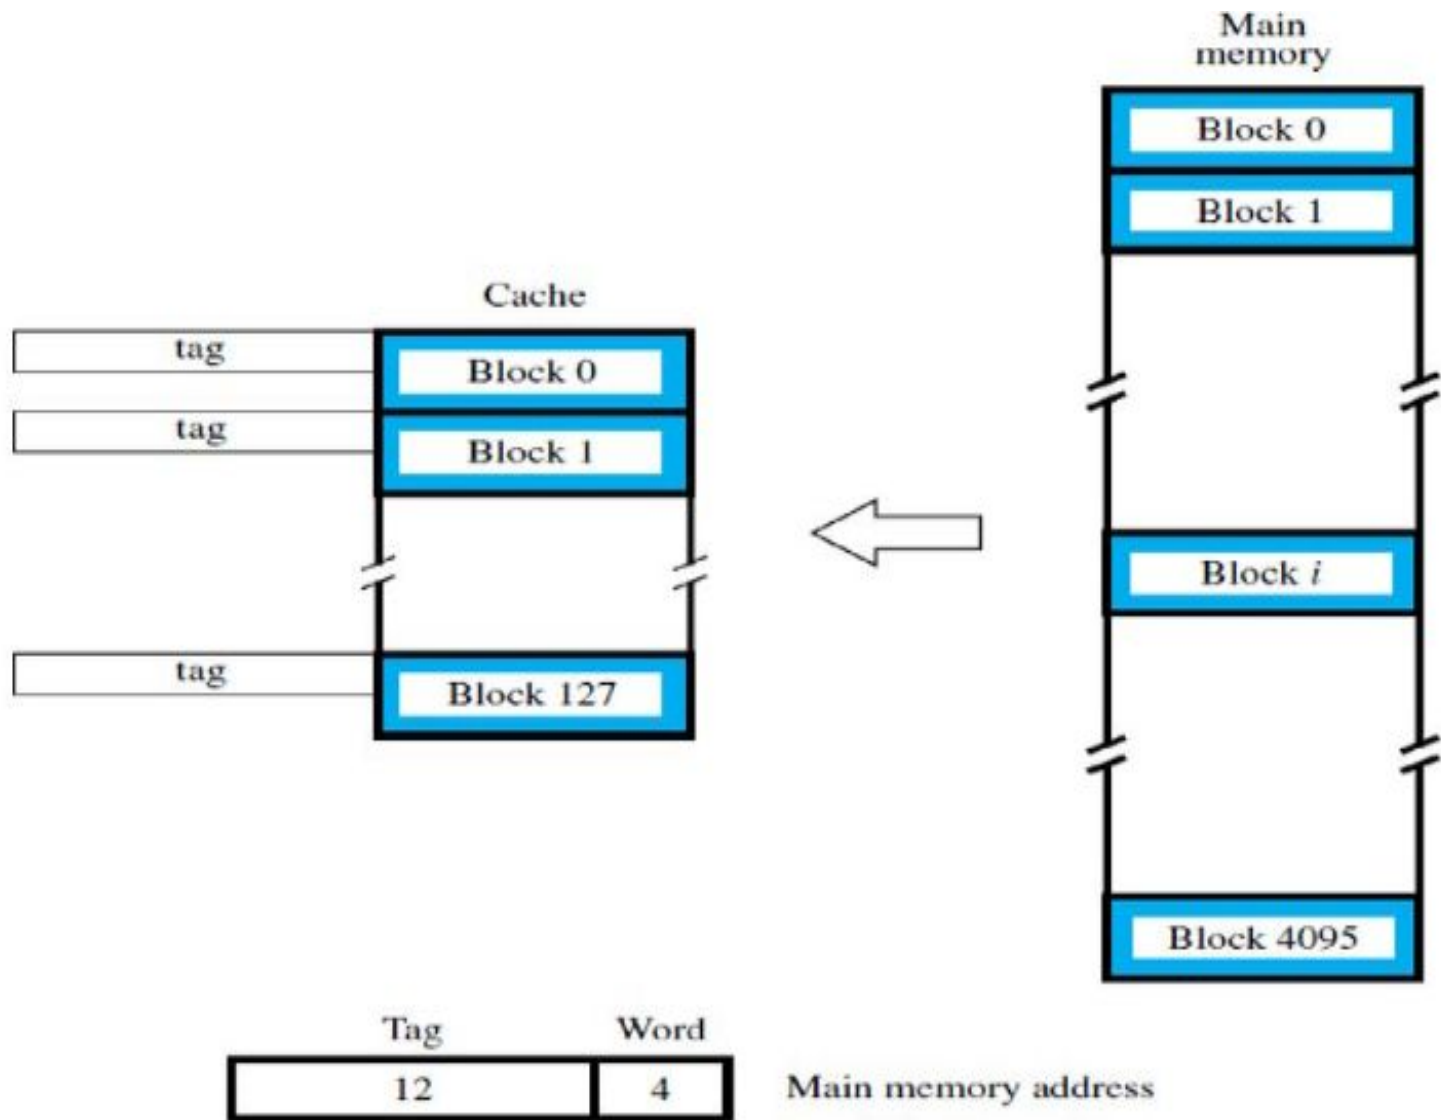 Main
memory
Block 0
Block 1
Cache
tag
Block 0
tag
Block 1
Block i
tag
Block 127
Block 4095
Tag Word
12 4 Main memory address